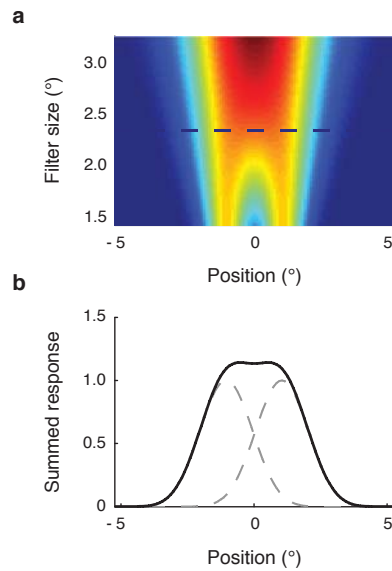 a
3.0
2.5
2.0
1.5
Filter size (°)
- 5 0 5
Position (°)
b
1.5
1.0
0.5
0
Summed response
- 5 0 5
Position (°)